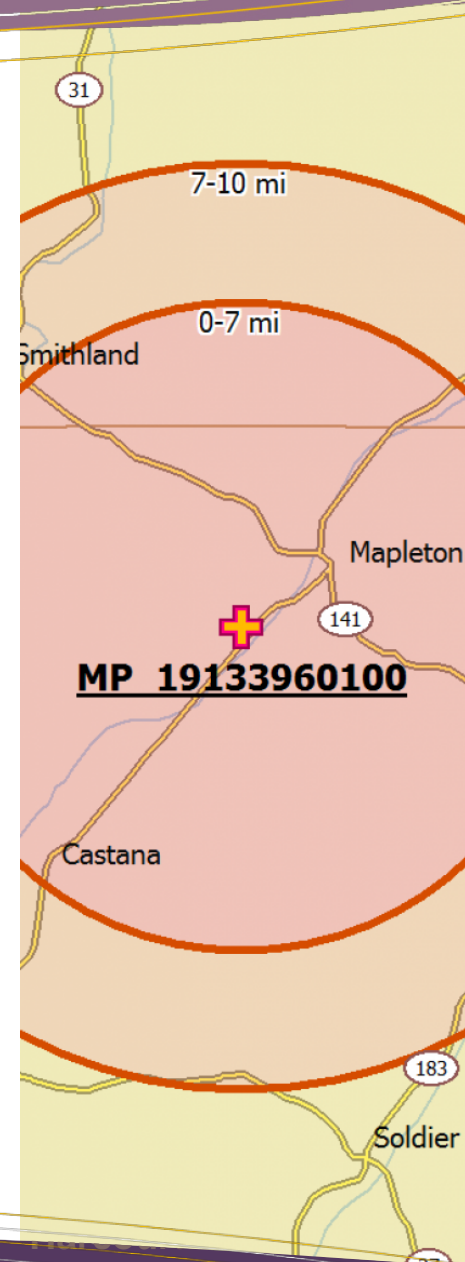 31
7-10 mi
0-7 mi
Smithland
Mapleton
141
MP 19133960100
Castana
183
Soldier